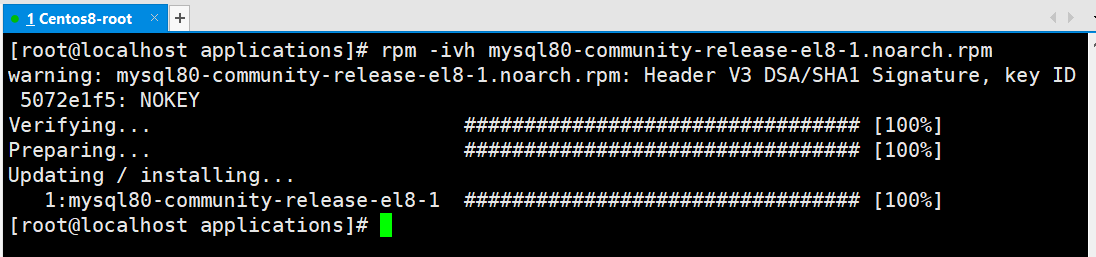 1 Centos8-root × +
[root@localhost applications]# rpm -ivh mysql80-community-release-el8-1.noarch.rpm
warning: mysql80-community-release-el8-1.noarch.rpm: Header V3 DSA/SHA1 Signature, key ID
 5072e1f5: NOKEY
Verifying...                          ################################# [100%]
Preparing...                          ################################# [100%]
Updating / installing...
   1:mysql80-community-release-el8-1  ################################# [100%]
[root@localhost applications]#